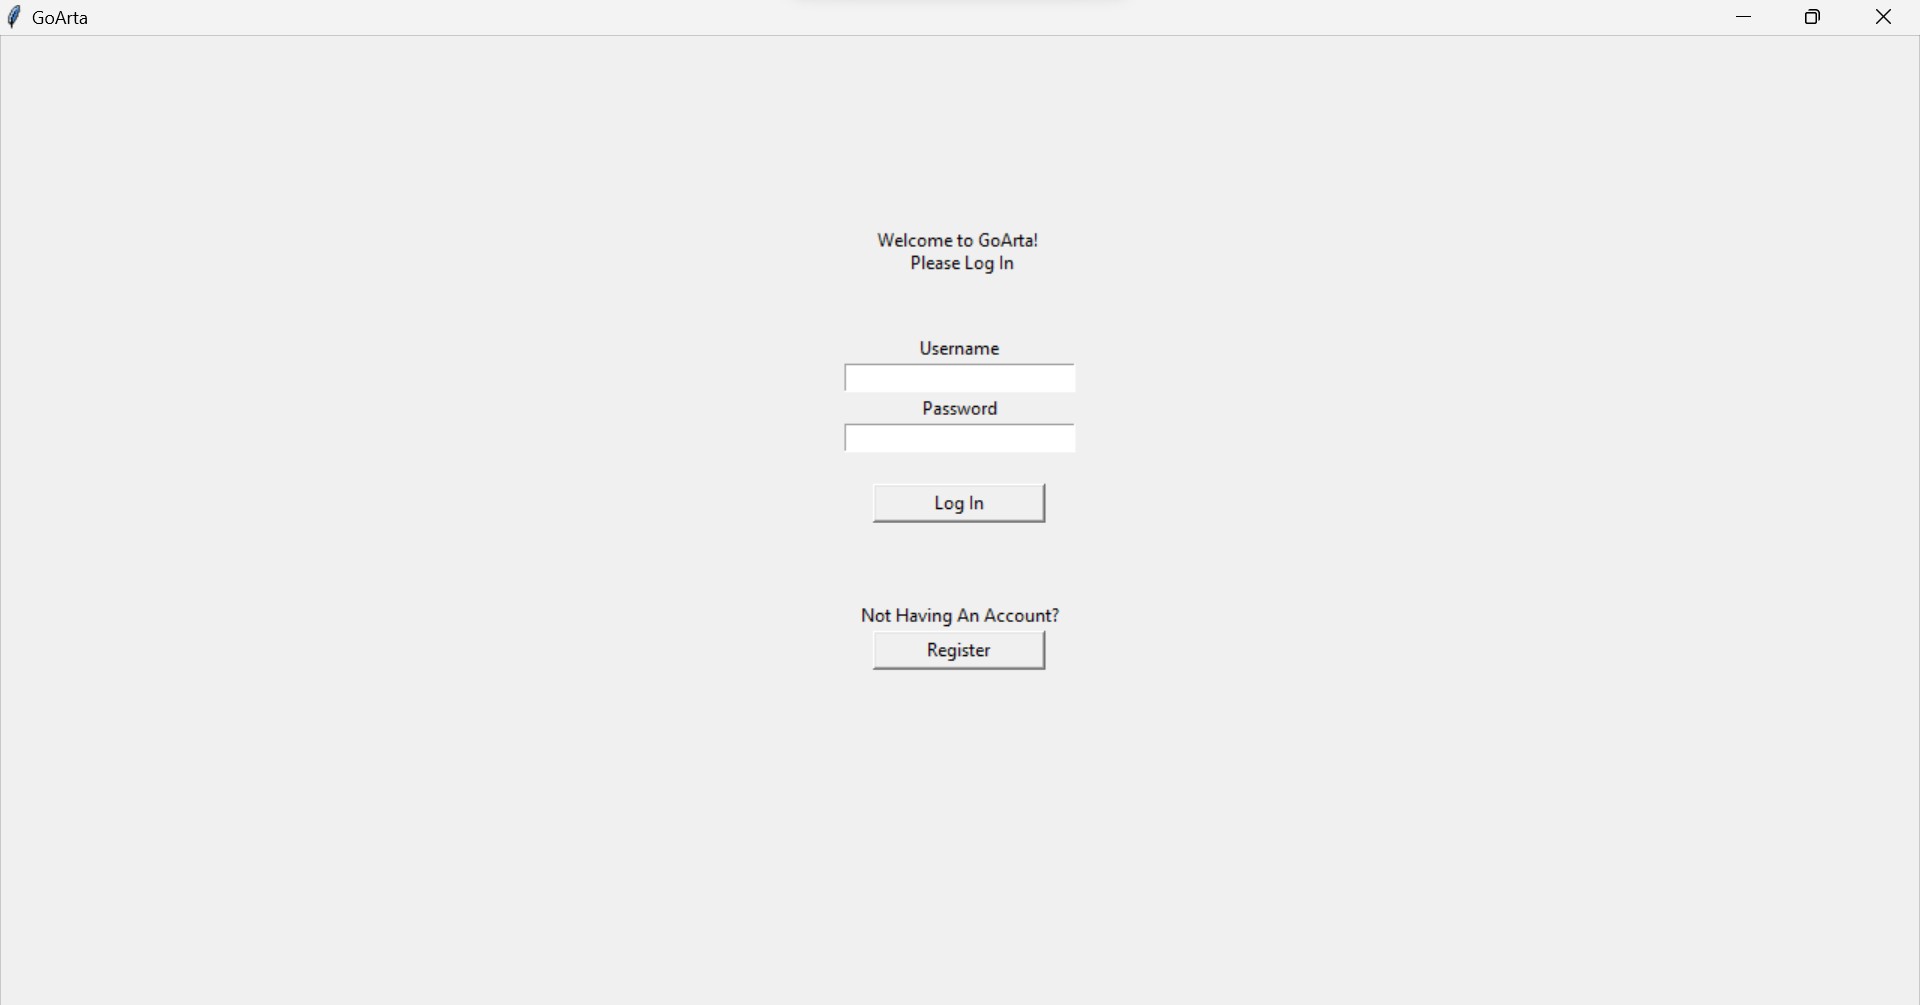 GoArta
Welcome to GoArta!
Please Log In
Username
Password
Log In
Not Having An Account?
Register